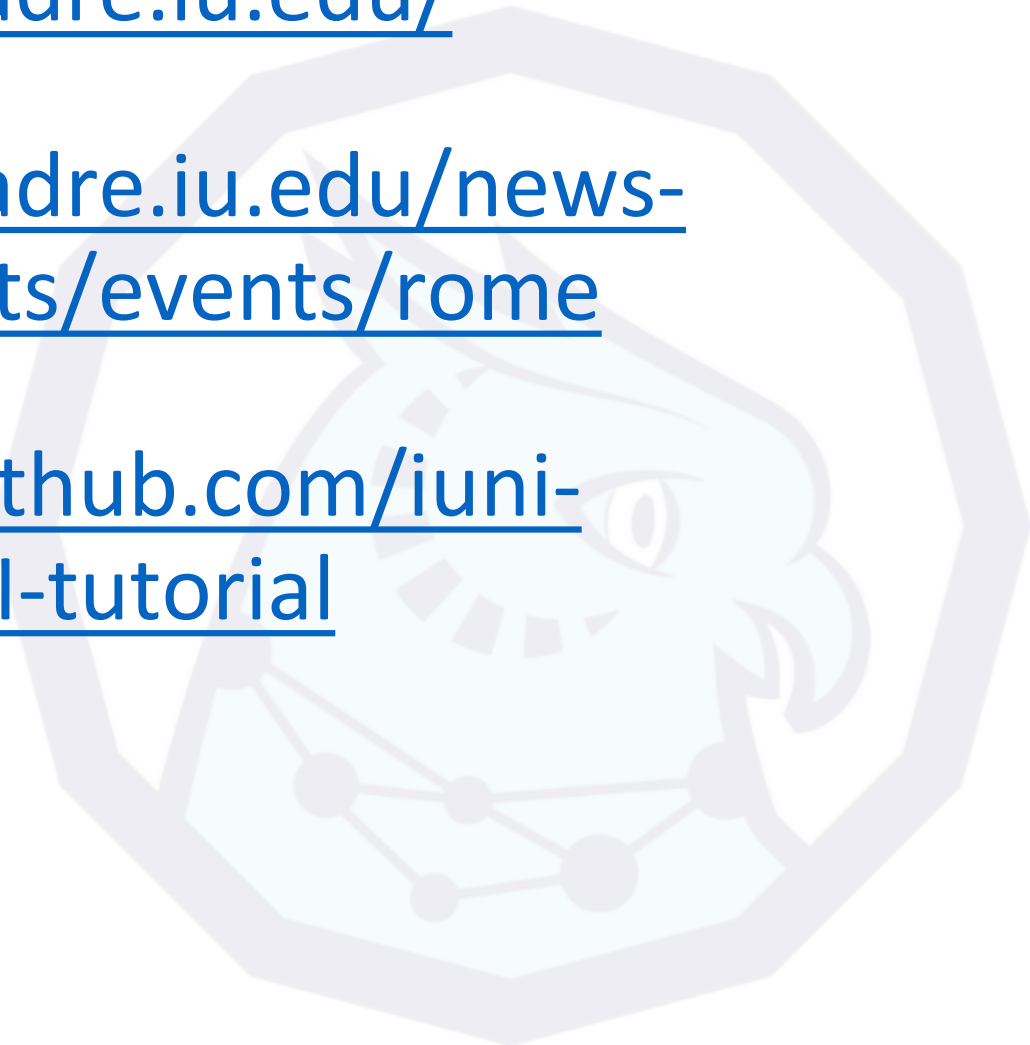 adre.iu.edu/
adre.iu.edu/news-
ts/events/rome
thub.com/iuni-
l-tutorial